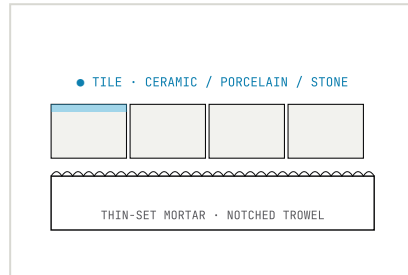 ● TILE · CERAMIC / PORCELAIN / STONE
THIN-SET MORTAR · NOTCHED TROWEL